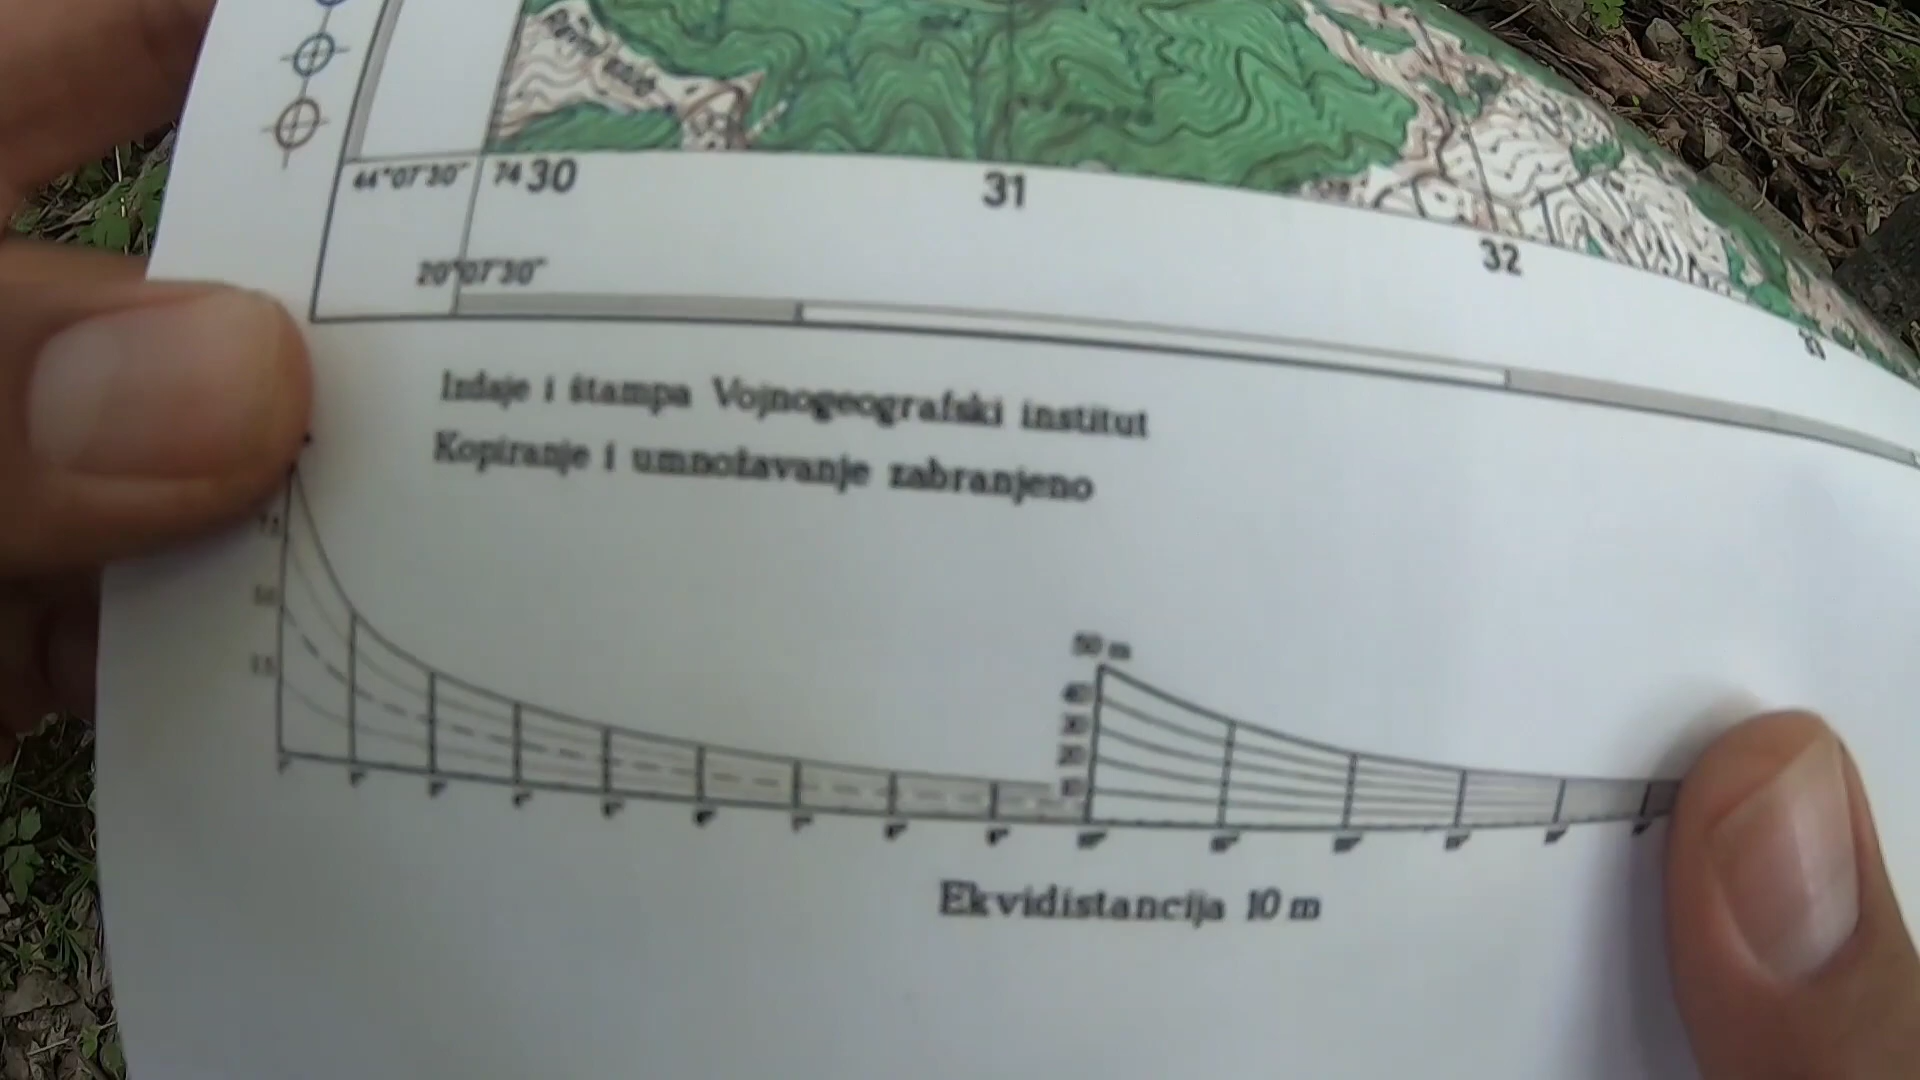 44°07'30" 74 30
31
32
20°07'30"
Izdaje i štampa Vojnogeografski institut
Kopiranje i umnožavanje zabranjeno
50 m
40
30
20
10
Ekvidistancija 10 m